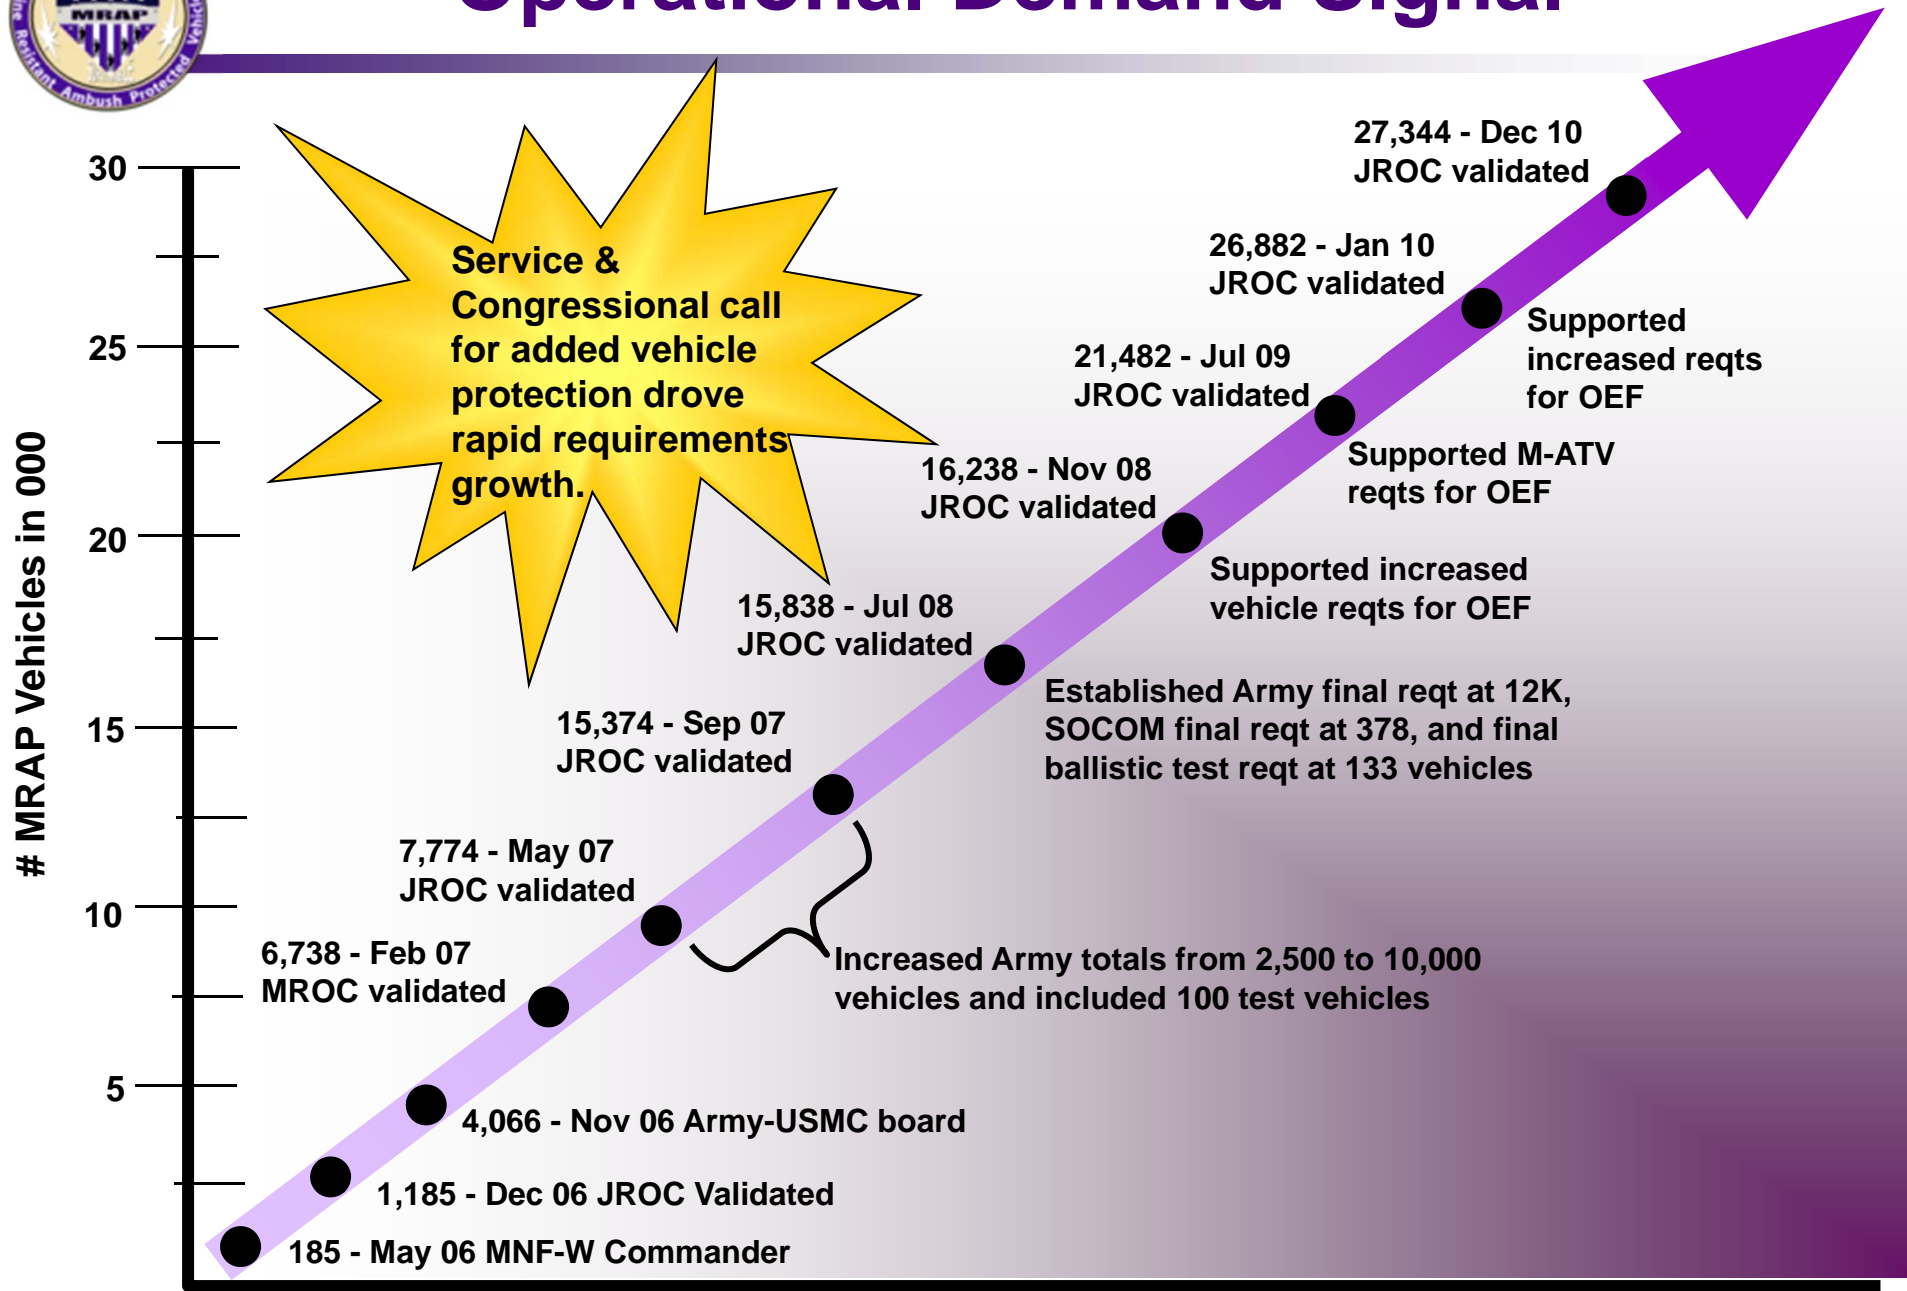 Operational Demand Signal
MRAP
Resistant Ambush Protected
27,344 - Dec 10
JROC validated
30
26,882 - Jan 10
JROC validated
Service &
Congressional call
for added vehicle
protection drove
rapid requirements
growth.
Supported
increased reqts
for OEF
25
21,482 - Jul 09
JROC validated
Supported M-ATV
reqts for OEF
16,238 - Nov 08
JROC validated
20
Supported increased
vehicle reqts for OEF
# MRAP Vehicles in 000
15,838 - Jul 08
JROC validated
Established Army final reqt at 12K,
SOCOM final reqt at 378, and final
ballistic test reqt at 133 vehicles
15
15,374 - Sep 07
JROC validated
7,774 - May 07
JROC validated
10
6,738 - Feb 07
MROC validated
Increased Army totals from 2,500 to 10,000
vehicles and included 100 test vehicles
5
4,066 - Nov 06 Army-USMC board
1,185 - Dec 06 JROC Validated
185 - May 06 MNF-W Commander